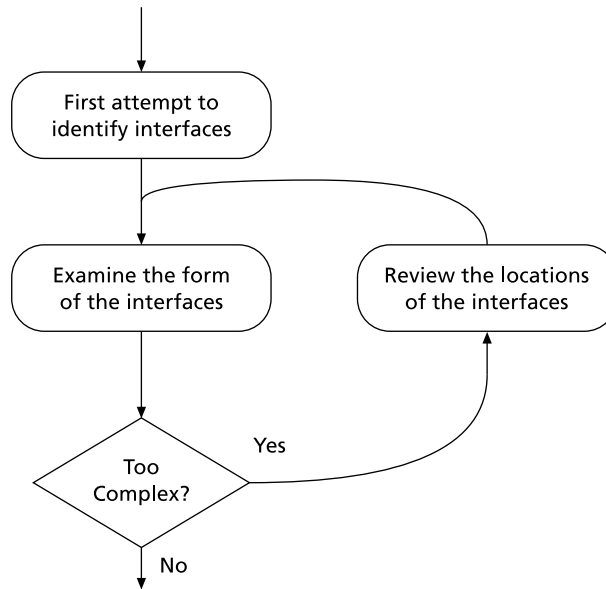 First attempt to
identify interfaces
Examine the form
of the interfaces
Review the locations
of the interfaces
Yes
Too
Complex?
No